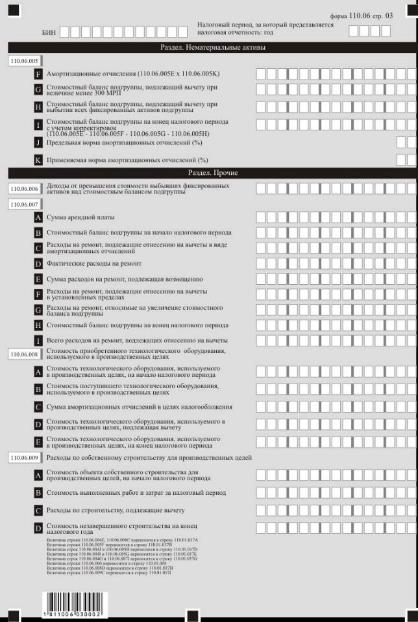 форма 110.06 стр. 03
Налоговый период, за который представляется
БИН
налоговая отчетность: год
Раздел. Нематериальные активы
110.06.005
F Амортизационные отчисления (110.06.005E х 110.06.005K)
G Стоимостный баланс подгруппы, подлежащий вычету при
величине менее 300 МРП
H Стоимостный баланс подгруппы, подлежащий вычету при
выбытии всех фиксированных активов подгруппы
I Стоимостный баланс подгруппы на конец налогового периода
с учетом корректировок
(110.06.005E - 110.06.005F - 110.06.005G - 110.06.005H)
J Предельная норма амортизационных отчислений (%)
K Применяемая норма амортизационных отчислений (%)
Раздел. Прочие
110.06.006 Доходы от превышения стоимости выбывших фиксированных
активов над стоимостным балансом подгруппы
110.06.007
A Сумма арендной платы
B Стоимостный баланс подгруппы на начало налогового периода
C Расходы на ремонт, подлежащие отнесению на вычеты в виде
амортизационных отчислений
D Фактические расходы на ремонт
E Сумма расходов на ремонт, подлежащая возмещению
F Расходы на ремонт, подлежащие отнесению на вычеты
в установленных пределах
G Расходы на ремонт, относимые на увеличение стоимостного
баланса подгруппы
H Стоимостный баланс подгруппы на конец налогового периода
I Всего расходов на ремонт, подлежащих отнесению на вычеты
110.06.008 Стоимость приобретенного технологического оборудования,
используемого в производственных целях
A Стоимость технологического оборудования, используемого
в производственных целях, на начало налогового периода
B Стоимость поступившего технологического оборудования,
используемого в производственных целях
C Сумма амортизационных отчислений в целях налогообложения
D Стоимость технологического оборудования, используемого в
производственных целях, подлежащая вычету
E Стоимость технологического оборудования, используемого
в производственных целях, на конец налогового периода
110.06.009 Расходы по собственному строительству для производственных целей
A Стоимость объекта собственного строительства для
производственных целей, на начало налогового периода
B Стоимость выполненных работ и затрат за налоговый период
C Расходы по строительству, подлежащие вычету
D Стоимость незавершенного строительства на конец
налогового года
1811006030002